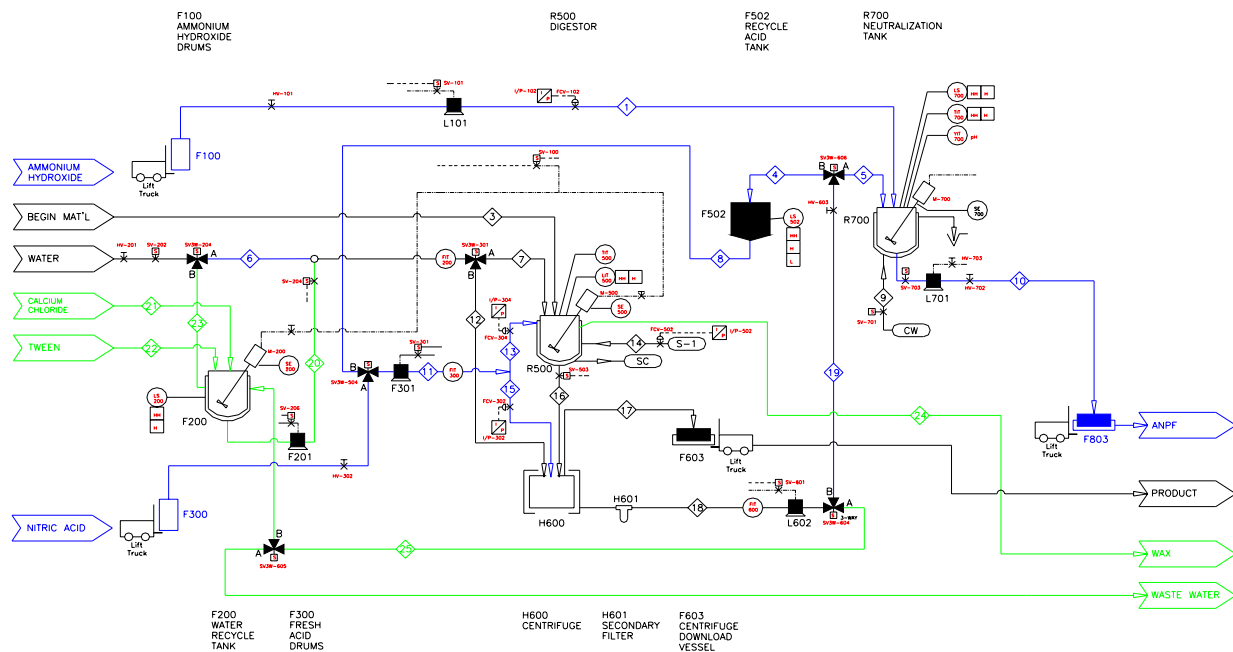 F100
AMMONIUM
HYDROXIDE
DRUMS
R500
DIGESTOR
F502
RECYCLE
ACID
TANK
R700
NEUTRALIZATION
TANK
HV-101
S
SV-101
L101
I/P-102
I
P
FCV-102
1
LS
700
HH
H
TIT
700
HH
H
YIT
700
pH
AMMONIUM
HYDROXIDE
Lift
Truck
F100
SV-100
S
SV3W-606
B
S
A
4
5
HV-603
M-700
SE
700
R700
F502
LS
502
HH
H
L
BEGIN MAT'L
3
WATER
HV-201
SV-202
S
SV3W-204
S
A
B
6
FIT
200
SV3W-301
S
A
B
7
8
TIT
500
LIT
500
HH
H
M-500
SE
500
SV-204
S
S
SV-703
HV-703
L701
HV-702
10
9
SV-701
S
CW
CALCIUM
CHLORIDE
21
23
TWEEN
22
20
M-200
SE
200
LS
200
HH
H
F200
SV-206
S
F201
I/P-304
I
P
FCV-304
12
13
14
FCV-502
I
P
I/P-502
S-1
SC
R500
S
SV-503
B
S
A
SV3W-504
SV-301
S
F301
11
FIT
300
15
FCV-302
I
P
I/P-302
16
17
19
F603
Lift
Truck
24
Lift
Truck
F803
ANPF
HV-302
F300
NITRIC ACID
Lift
Truck
H600
H601
18
FIT
600
SV-601
S
L602
B
A
S
3-WAY
SV3W-604
PRODUCT
B
A
S
SV3W-605
25
WAX
WASTE WATER
F200
WATER
RECYCLE
TANK
F300
FRESH
ACID
DRUMS
H600
CENTRIFUGE
H601
SECONDARY
FILTER
F603
CENTRIFUGE
DOWNLOAD
VESSEL